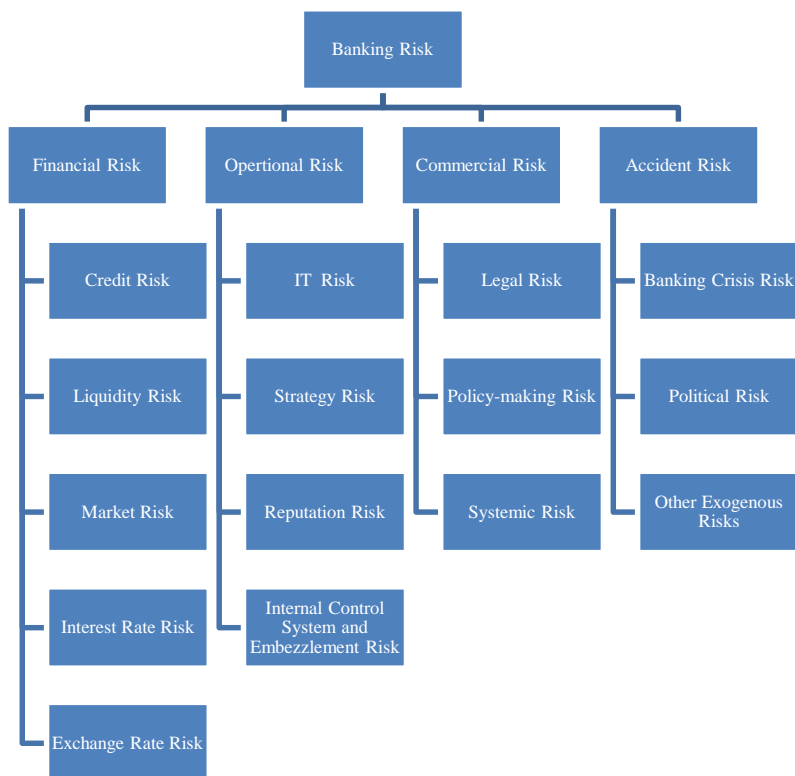 Banking Risk
Financial Risk
Opertional Risk
Commercial Risk
Accident Risk
Credit Risk
IT Risk
Legal Risk
Banking Crisis Risk
Liquidity Risk
Strategy Risk
Policy-making Risk
Political Risk
Market Risk
Reputation Risk
Systemic Risk
Other Exogenous
Risks
Interest Rate Risk
Internal Control
System and
Embezzlement Risk
Exchange Rate Risk